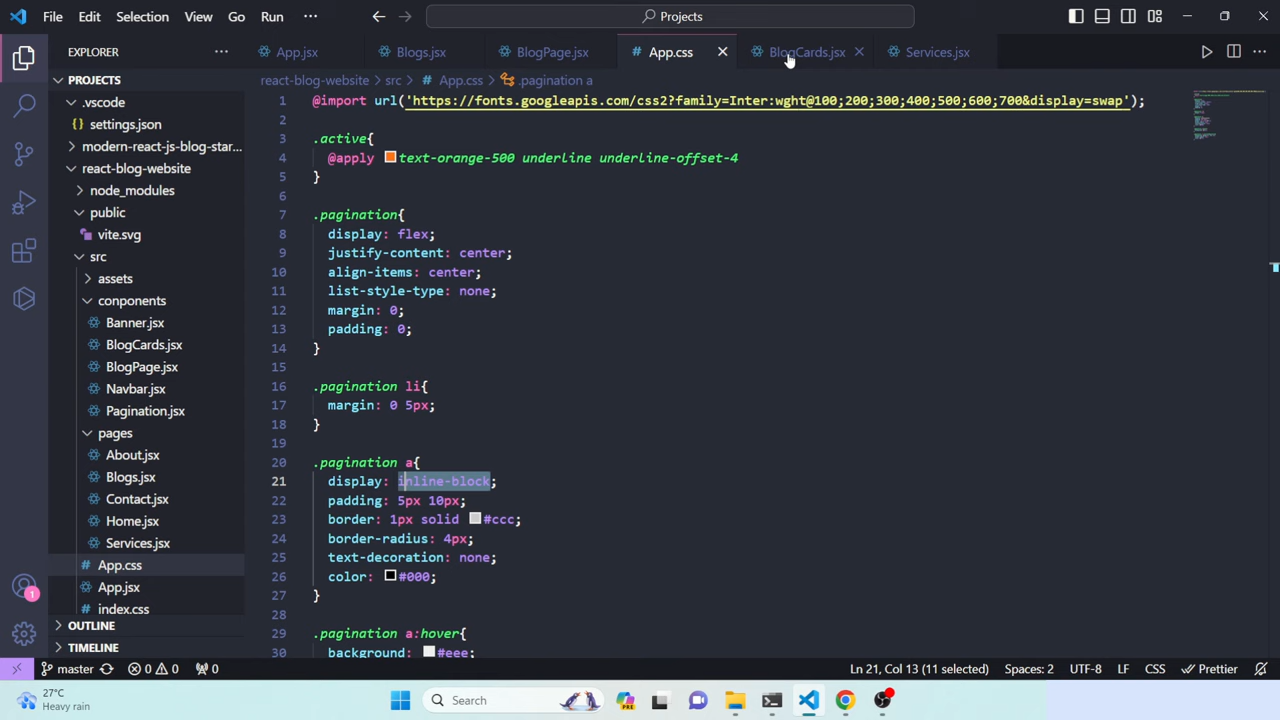 File Edit Selection View Go Run ··· Projects
EXPLORER ···
App.jsx Blogs.jsx BlogPage.jsx # App.css BlogCards.jsx Services.jsx ···
PROJECTS
.vscode
{} settings.json
modern-react-js-blog-star...
react-blog-website
node_modules
public
vite.svg
src
assets
conponents
Banner.jsx
BlogCards.jsx
BlogPage.jsx
Navbar.jsx
Pagination.jsx
pages
About.jsx
Blogs.jsx
Contact.jsx
Home.jsx
Services.jsx
# App.css
App.jsx
# index.css
OUTLINE
TIMELINE
react-blog-website > src > # App.css > .pagination a
1 @import url('https://fonts.googleapis.com/css2?family=Inter:wght@100;200;300;400;500;600;700&display=swap');
2
3 .active{
4 @apply text-orange-500 underline underline-offset-4
5 }
6
7 .pagination{
8 display: flex;
9 justify-content: center;
10 align-items: center;
11 list-style-type: none;
12 margin: 0;
13 padding: 0;
14 }
15
16 .pagination li{
17 margin: 0 5px;
18 }
19
20 .pagination a{
21 display: inline-block;
22 padding: 5px 10px;
23 border: 1px solid #ccc;
24 border-radius: 4px;
25 text-decoration: none;
26 color: #000;
27 }
28
29 .pagination a:hover{
30 background: #eee;
1
master 0 0 0 Ln 21, Col 13 (11 selected) Spaces: 2 UTF-8 LF CSS Prettier
27°C
Heavy rain
Search
PRE